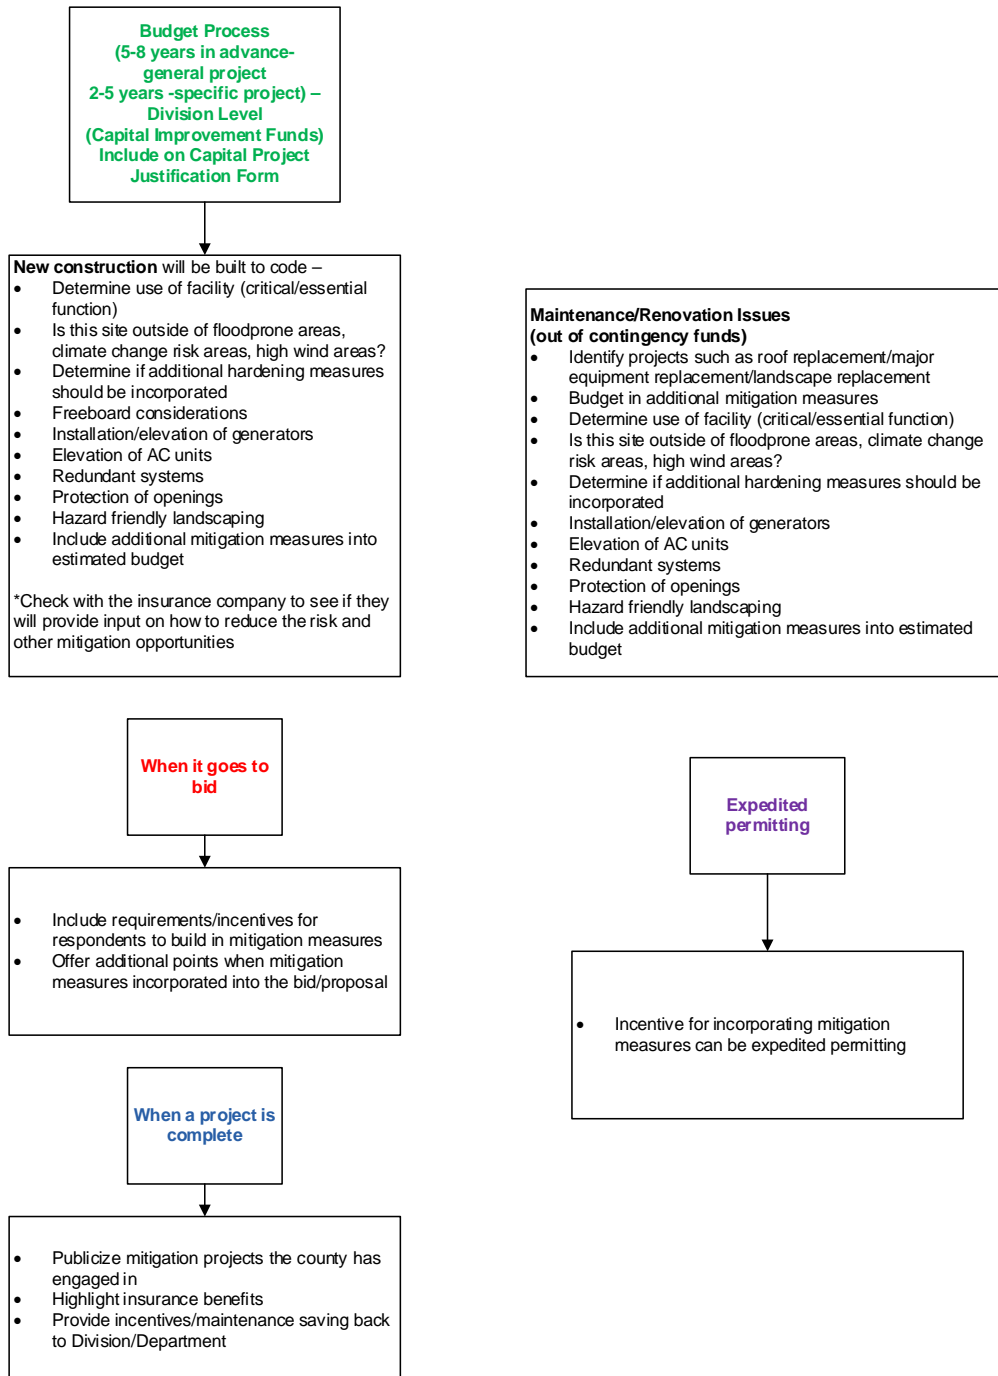 Budget Process
(5-8 years in advance-
general project
2-5 years -specific project) –
Division Level
(Capital Improvement Funds)
Include on Capital Project
Justification Form
New construction will be built to code –
• Determine use of facility (critical/essential
function)
• Is this site outside of floodprone areas,
climate change risk areas, high wind areas?
• Determine if additional hardening measures
should be incorporated
• Freeboard considerations
• Installation/elevation of generators
• Elevation of AC units
• Redundant systems
• Protection of openings
• Hazard friendly landscaping
• Include additional mitigation measures into
estimated budget
*Check with the insurance company to see if they
will provide input on how to reduce the risk and
other mitigation opportunities
Maintenance/Renovation Issues
(out of contingency funds)
• Identify projects such as roof replacement/major
equipment replacement/landscape replacement
• Budget in additional mitigation measures
• Determine use of facility (critical/essential function)
• Is this site outside of floodprone areas, climate change
risk areas, high wind areas?
• Determine if additional hardening measures should be
incorporated
• Installation/elevation of generators
• Elevation of AC units
• Redundant systems
• Protection of openings
• Hazard friendly landscaping
• Include additional mitigation measures into estimated
budget
When it goes to
bid
• Include requirements/incentives for
respondents to build in mitigation measures
• Offer additional points when mitigation
measures incorporated into the bid/proposal
Expedited
permitting
• Incentive for incorporating mitigation
measures can be expedited permitting
When a project is
complete
• Publicize mitigation projects the county has
engaged in
• Highlight insurance benefits
• Provide incentives/maintenance saving back
to Division/Department